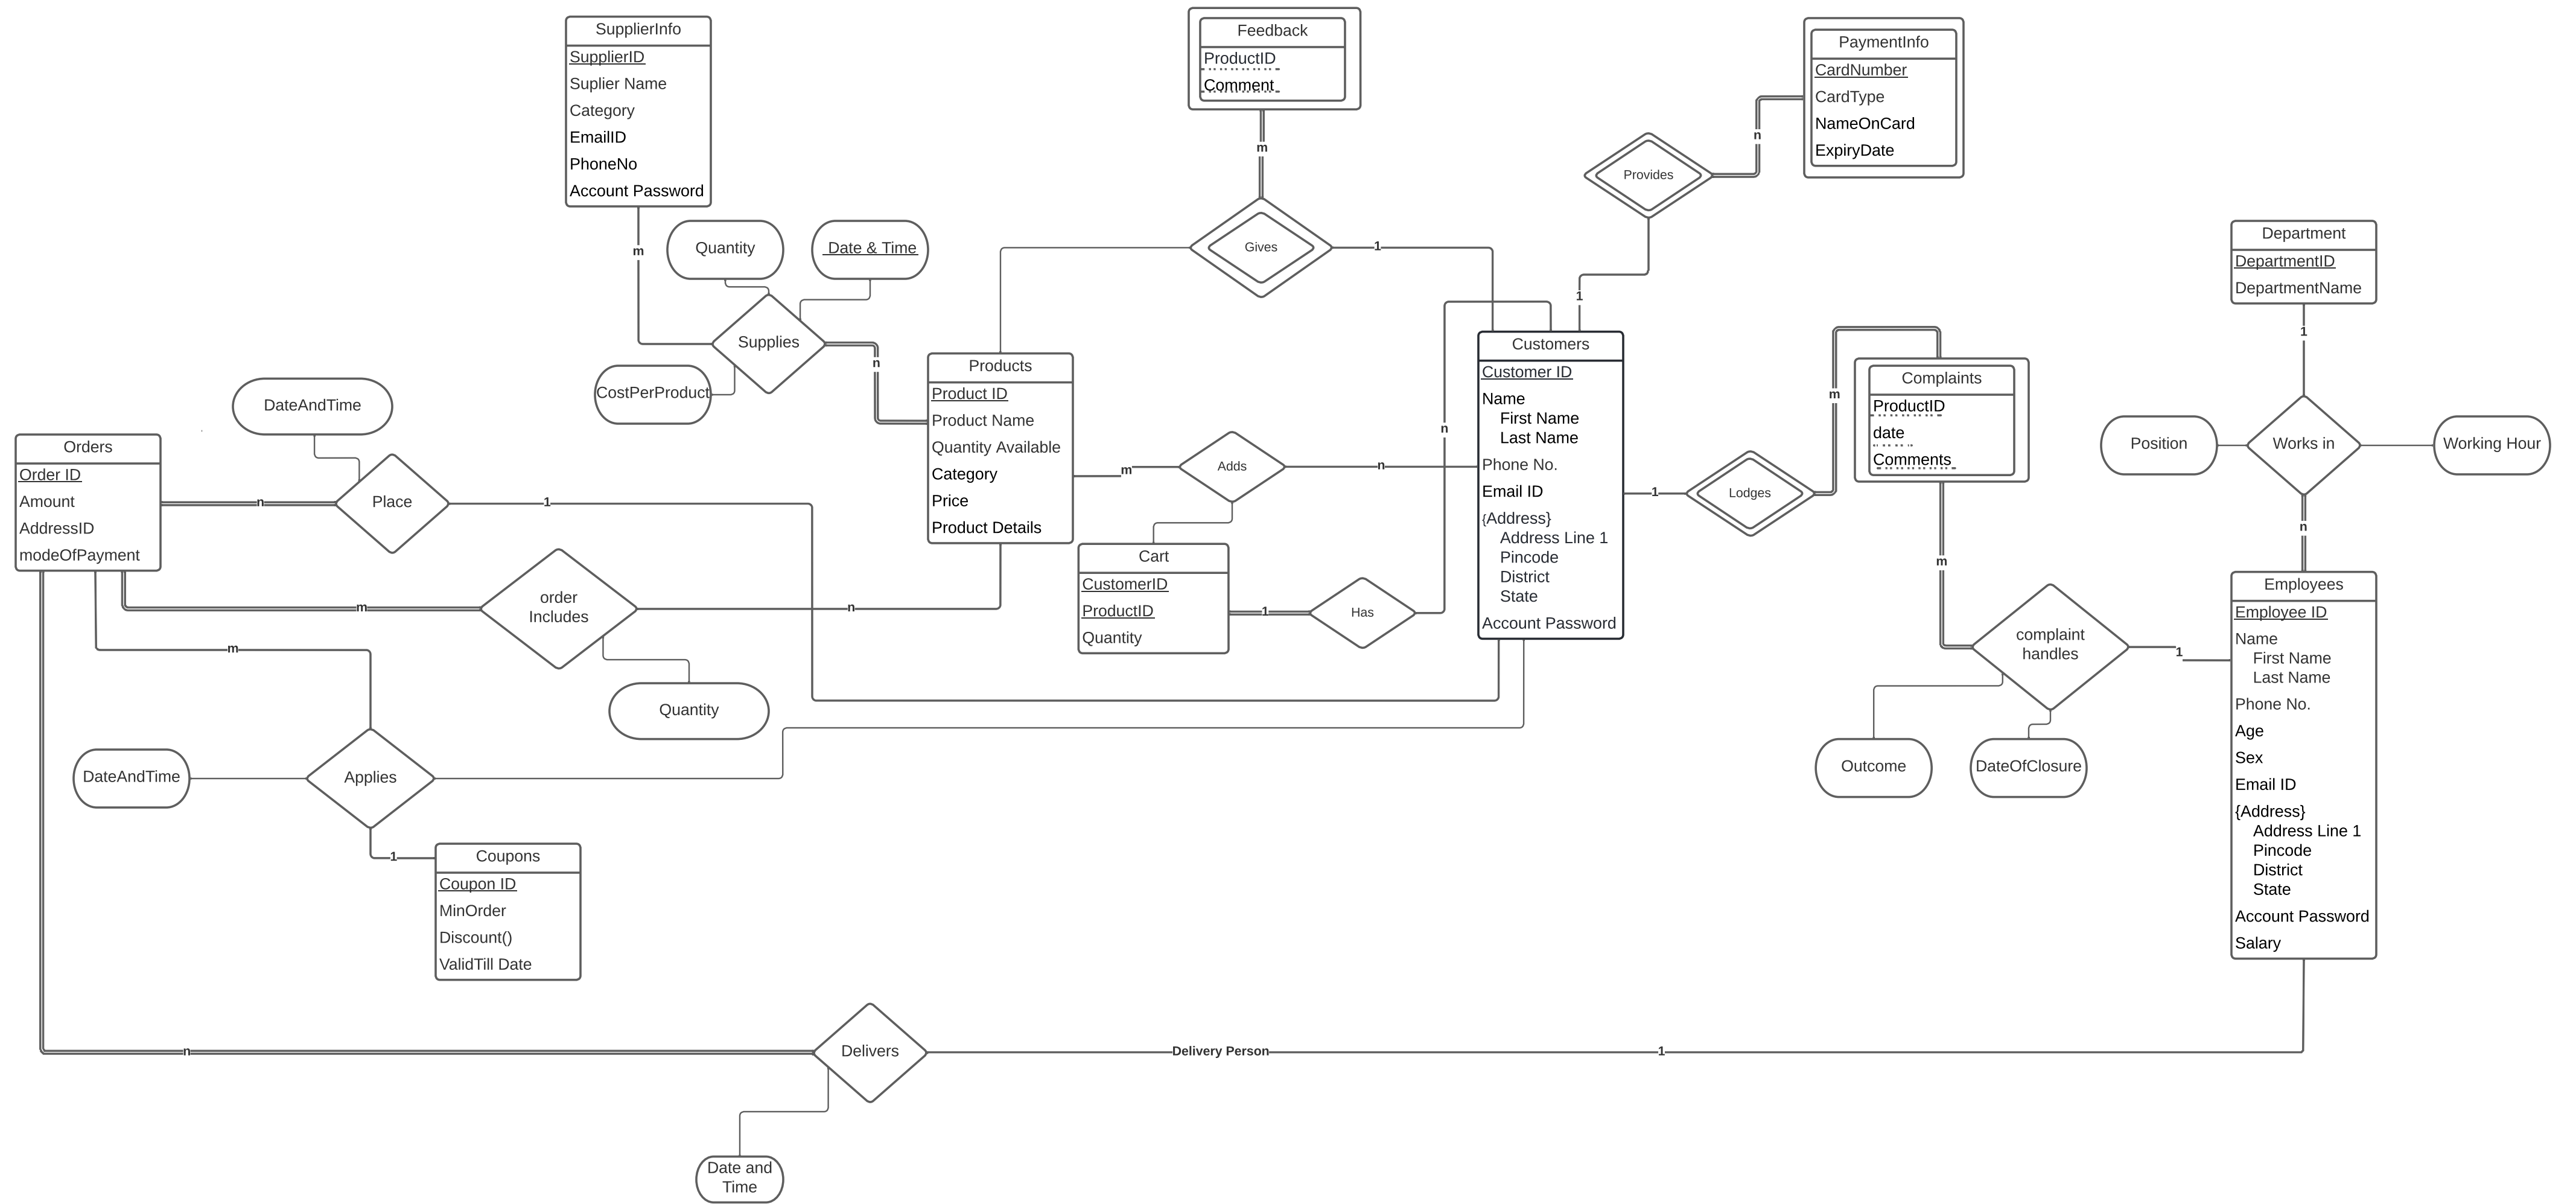 SupplierInfo
SupplierID
Suplier Name
Category
EmailID
PhoneNo
Account Password
Feedback
ProductID
Comment
PaymentInfo
CardNumber
CardType
NameOnCard
ExpiryDate
m
n
Provides
m
Quantity
Date & Time
Gives
1
1
Department
DepartmentID
DepartmentName
1
Supplies
n
CostPerProduct
Products
Product ID
Product Name
Quantity Available
Category
Price
Product Details
Customers
Customer ID
Name
First Name
Last Name
Phone No.
Email ID
{Address}
Address Line 1
Pincode
District
State
Account Password
n
m
Adds
n
Cart
CustomerID
ProductID
Quantity
1
Has
1
Lodges
m
Complaints
ProductID
date
Comments
m
Position
Works in
Working Hour
n
DateAndTime
Orders
Order ID
Amount
AddressID
modeOfPayment
n
Place
1
m
order
Includes
n
Quantity
m
DateAndTime
Applies
1
Coupons
Coupon ID
MinOrder
Discount()
ValidTill Date
complaint
handles
1
Outcome
DateOfClosure
Employees
Employee ID
Name
First Name
Last Name
Phone No.
Age
Sex
Email ID
{Address}
Address Line 1
Pincode
District
State
Account Password
Salary
n
Delivers
Delivery Person
1
Date and
Time